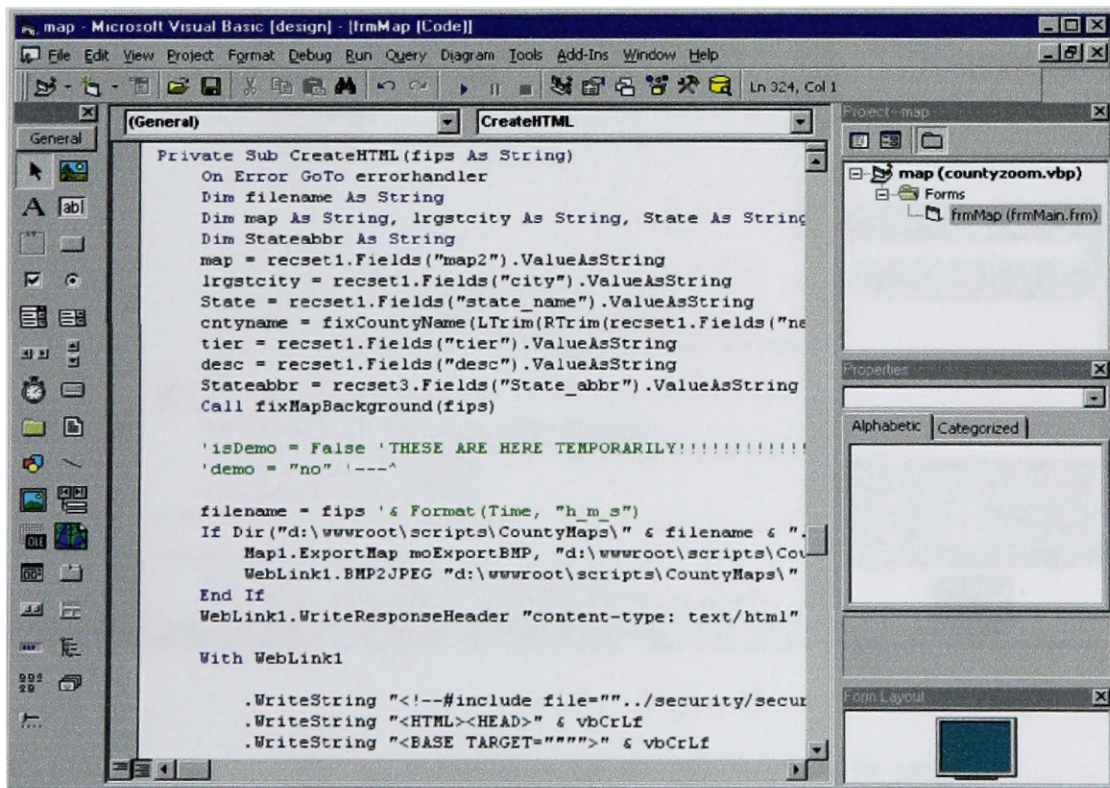 map - Microsoft Visual Basic [design] - [frmMap (Code)]
File Edit View Project Format Debug Run Query Diagram Tools Add-Ins Window Help
Ln 324, Col 1
General
(General)
CreateHTML
Private Sub CreateHTML(fips As String)
On Error GoTo errorhandler
Dim filename As String
Dim map As String, lrgstcity As String, State As String
Dim Stateabbr As String
map = recset1.Fields("map2").ValueAsString
lrgstcity = recset1.Fields("city").ValueAsString
State = recset1.Fields("state_name").ValueAsString
cntyname = fixCountyName(LTrim(RTrim(recset1.Fields("ne
tier = recset1.Fields("tier").ValueAsString
desc = recset1.Fields("desc").ValueAsString
Stateabbr = recset3.Fields("State_abbr").ValueAsString
Call fixMapBackground(fips)
'isDemo = False 'THESE ARE HERE TEMPORARILY!!!!!!!!!!!!!
'demo = "no" '---^
filename = fips '& Format(Time, "h_m_s")
If Dir("d:\wwwroot\scripts\CountyMaps\" & filename & ".
Map1.ExportMap moExportBMP, "d:\wwwroot\scripts\Cou
WebLink1.BMP2JPEG "d:\wwwroot\scripts\CountyMaps\"
End If
WebLink1.WriteResponseHeader "content-type: text/html"
With WebLink1
.WriteString "<!--#include file=""../security/secur
.WriteString "<HTML><HEAD>" & vbCrLf
.WriteString "<BASE TARGET="""">" & vbCrLf
Project - map
map (countyzoom.vbp)
Forms
frmMap (frmMain.frm)
Properties
Alphabetic Categorized
Form Layout